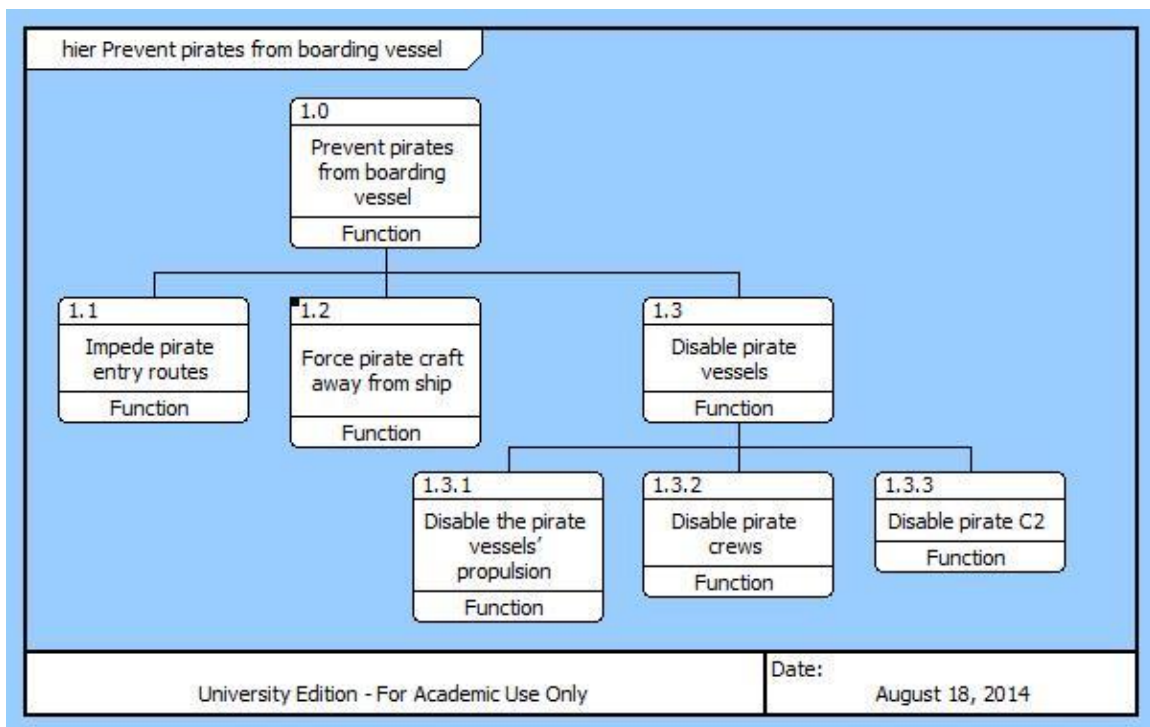 hier Prevent pirates from boarding vessel
1.0
Prevent pirates
from boarding
vessel
Function
1.1
Impede pirate
entry routes
Function
1.2
Force pirate craft
away from ship
Function
1.3
Disable pirate
vessels
Function
1.3.1
Disable the pirate
vessels’
propulsion
Function
1.3.2
Disable pirate
crews
Function
1.3.3
Disable pirate C2
Function
University Edition - For Academic Use Only
Date:
August 18, 2014